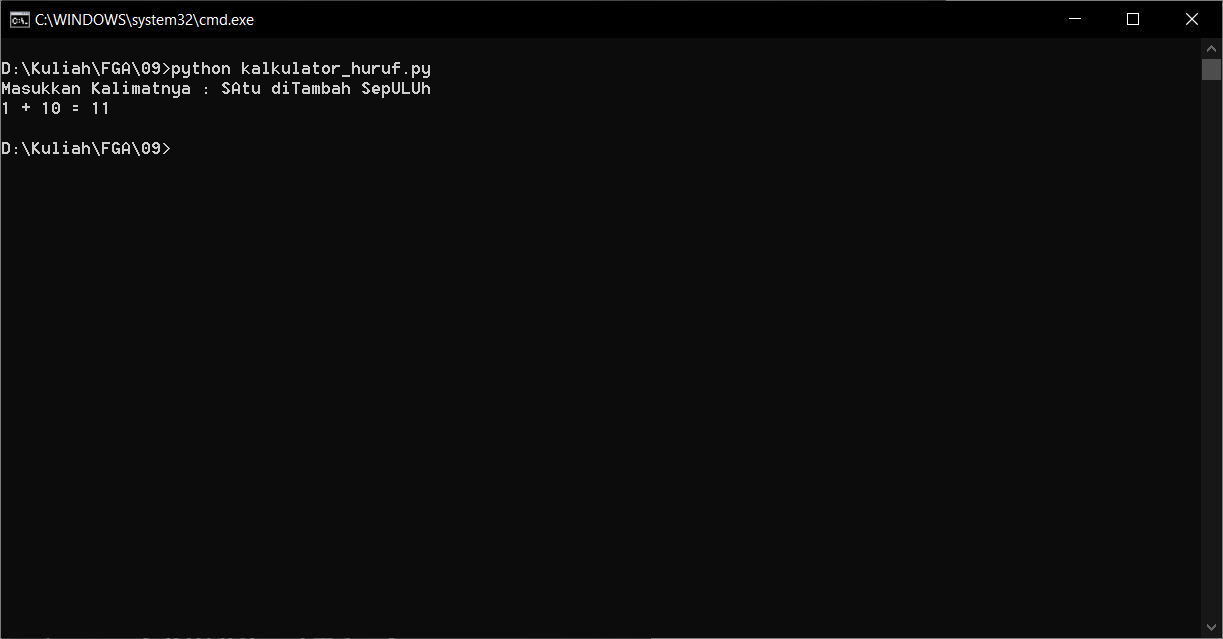 C:\WINDOWS\system32\cmd.exe
D:\Kuliah\FGA\09>python kalkulator_huruf.py
Masukkan Kalimatnya : SAtu diTambah SepULUh
1 + 10 = 11
D:\Kuliah\FGA\09>